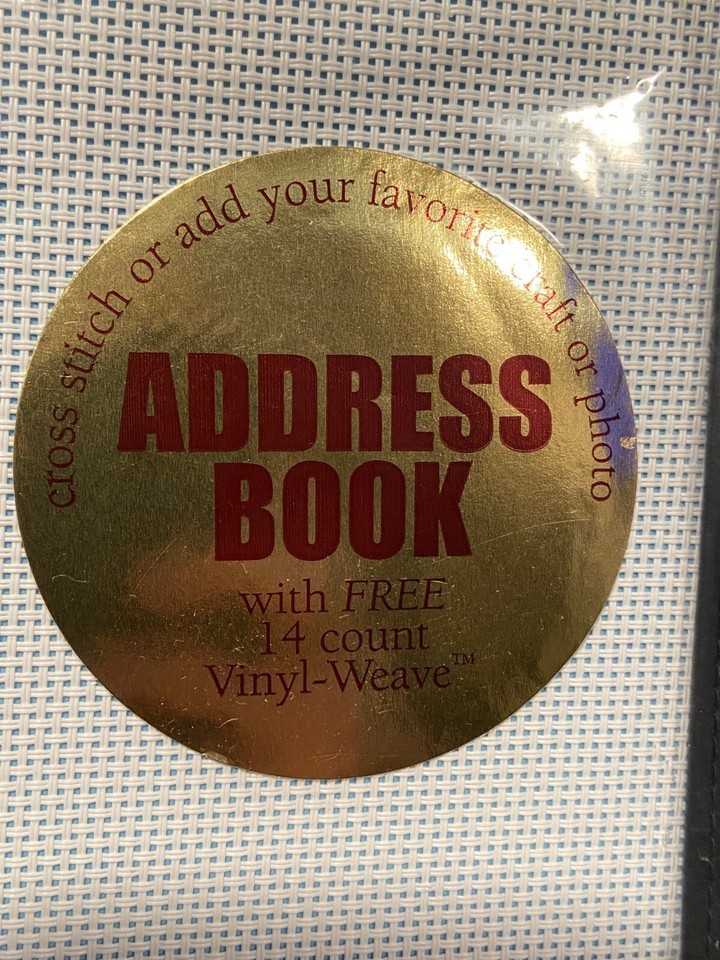 cross stitch or add your favorite craft or photo
ADDRESS
BOOK
with FREE
14 count
Vinyl-Weave™